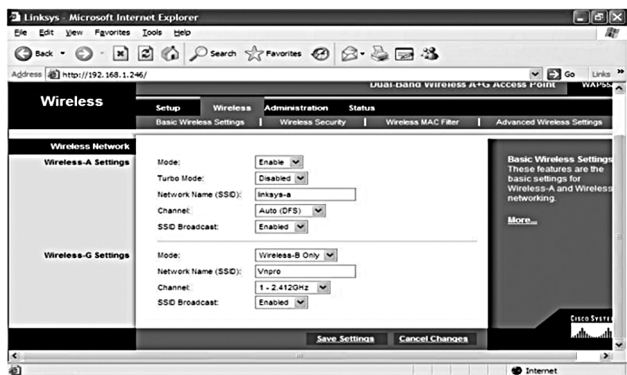 Linksys - Microsoft Internet Explorer
File Edit View Favorites Tools Help
Back Search Favorites
Address http://192.168.1.246/ Go Links
Dual-Band Wireless A+G Access Point WAP55
Wireless
Setup Wireless Administration Status
Basic Wireless Settings | Wireless Security | Wireless MAC Filter | Advanced Wireless Settings
Wireless Network
Wireless-A Settings
Mode: Enable
Turbo Mode: Disabled
Network Name (SSID): linksys-a
Channel: Auto (DFS)
SSID Broadcast: Enabled
Wireless-G Settings
Mode: Wireless-B Only
Network Name (SSID): Vnpro
Channel: 1 - 2.412GHz
SSID Broadcast: Enabled
Basic Wireless Settings
These features are the
basic settings for
Wireless-A and Wireless
networking.
More...
Save Settings Cancel Changes
Cisco Syste
Internet